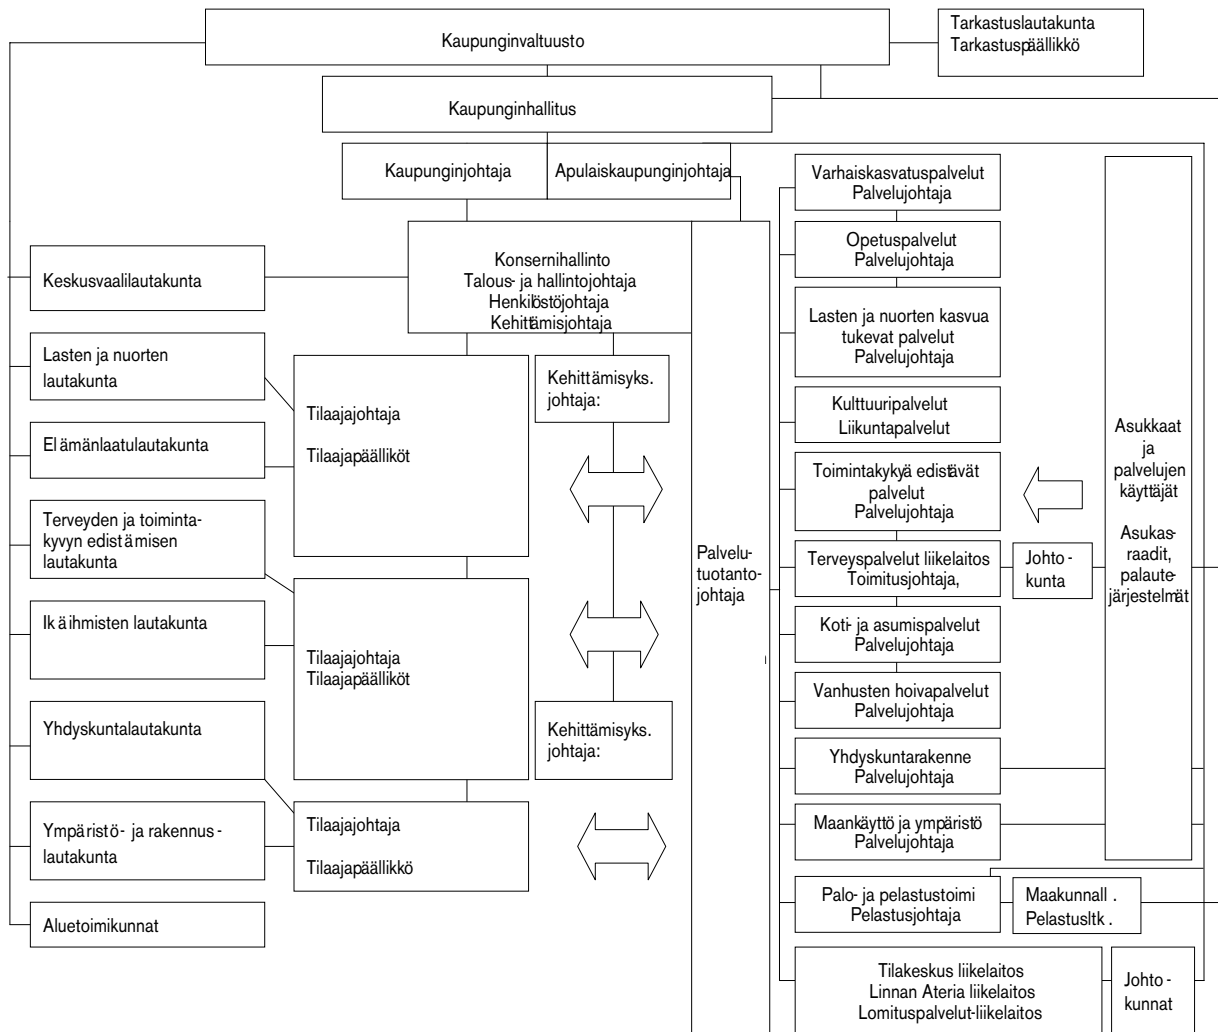 Kaupunginvaltuusto
Tarkastuslautakunta
Tarkastuspäällikkö
Kaupunginhallitus
Kaupunginjohtaja
Apulaiskaupunginjohtaja
Konsernihallinto
Talous- ja hallintojohtaja
Henkilöstöjohtaja
Kehittämisjohtaja
Keskusvaalilautakunta
Lasten ja nuorten
lautakunta
Elämänlaatulautakunta
Terveyden ja toiminta-
kyvyn edistämisen
lautakunta
Ikäihmisten lautakunta
Yhdyskuntalautakunta
Ympäristö- ja rakennus-
lautakunta
Aluetoimikunnat
Tilaajajohtaja
Tilaajapäälliköt
Tilaajajohtaja
Tilaajapäälliköt
Tilaajajohtaja
Tilaajapäällikkö
Kehittämisyks.
johtaja:
Kehittämisyks.
johtaja:
Palvelu-
tuotanto-
johtaja
Varhaiskasvatuspalvelut
Palvelujohtaja
Opetuspalvelut
Palvelujohtaja
Lasten ja nuorten kasvua
tukevat palvelut
Palvelujohtaja
Kulttuuripalvelut
Liikuntapalvelut
Toimintakykyä edistävät
palvelut
Palvelujohtaja
Terveyspalvelut liikelaitos
Toimitusjohtaja,
Johto-
kunta
Koti- ja asumispalvelut
Palvelujohtaja
Vanhusten hoivapalvelut
Palvelujohtaja
Yhdyskuntarakenne
Palvelujohtaja
Maankäyttö ja ympäristö
Palvelujohtaja
Palo- ja pelastustoimi
Pelastusjohtaja
Maakunnall.
Pelastusltk.
Tilakeskus liikelaitos
Linnan Ateria liikelaitos
Lomituspalvelut-liikelaitos
Johto-
kunnat
Asukkaat
ja
palvelujen
käyttäjät
Asukas-
raadit,
palaute-
järjestelmät